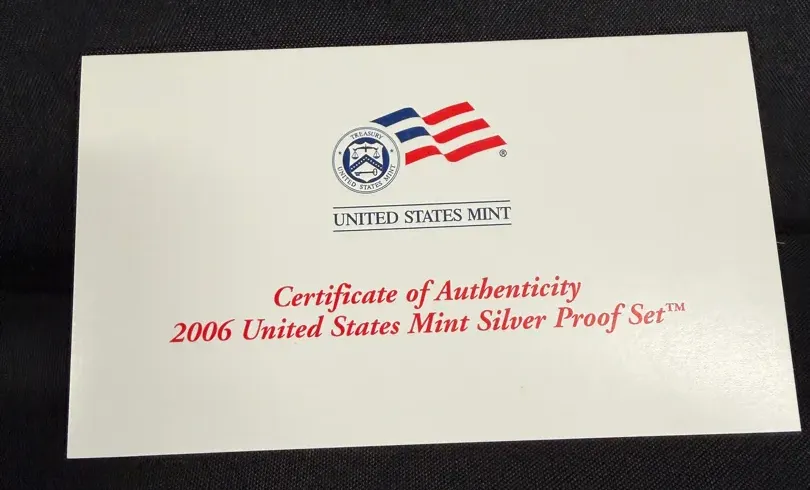 TREASURY
UNITED STATES MINT
®
UNITED STATES MINT
Certificate of Authenticity
2006 United States Mint Silver Proof Set™